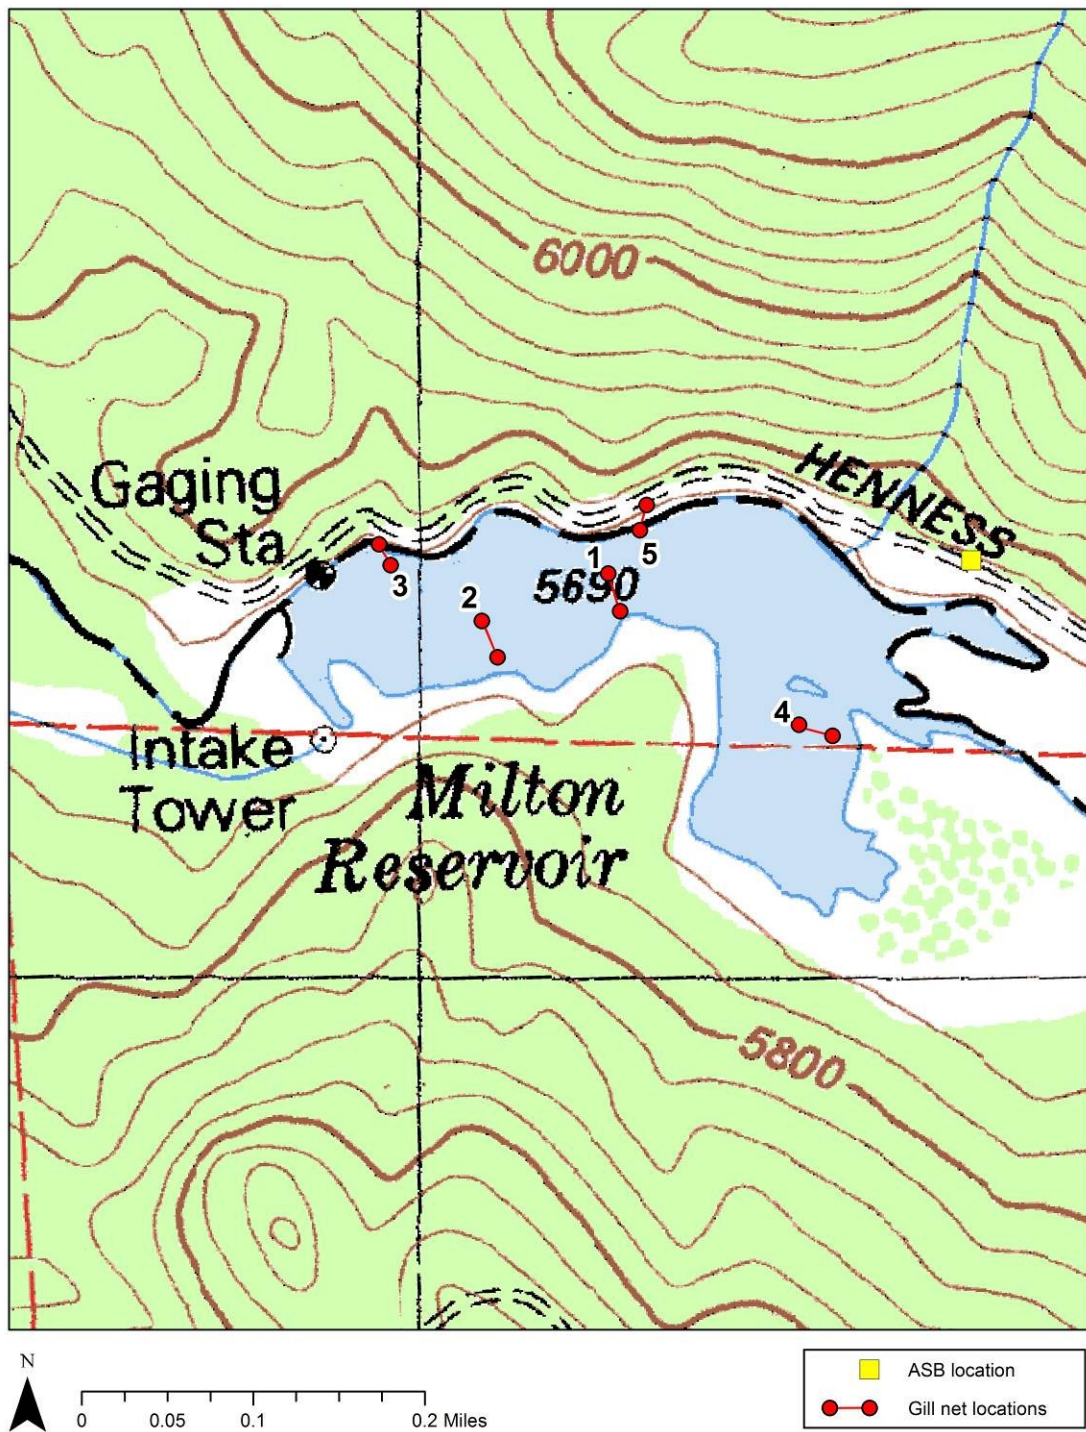 6000
HENNESS
Gaging
Sta
3
2
1
5690
5
4
Intake
Tower
Milton
Reservoir
5800
N
0 0.05 0.1 0.2 Miles
ASB location
Gill net locations